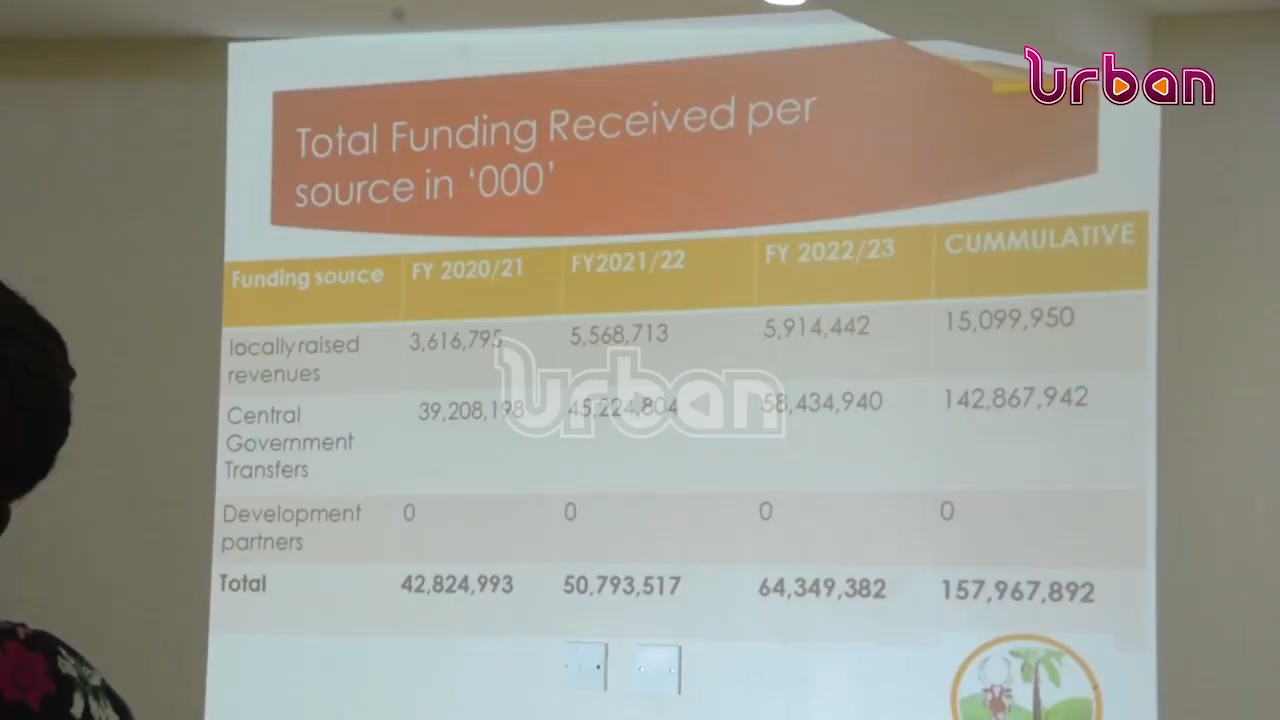 Urban
Total Funding Received per
source in ‘000’
Funding source FY 2020/21 FY2021/22 FY 2022/23 CUMMULATIVE
locally raised revenues 3,616,795 5,568,713 5,914,442 15,099,950
Central Government Transfers 39,208,198 45,224,804 58,434,940 142,867,942
Development partners 0 0 0 0
Total 42,824,993 50,793,517 64,349,382 157,967,892
Urban